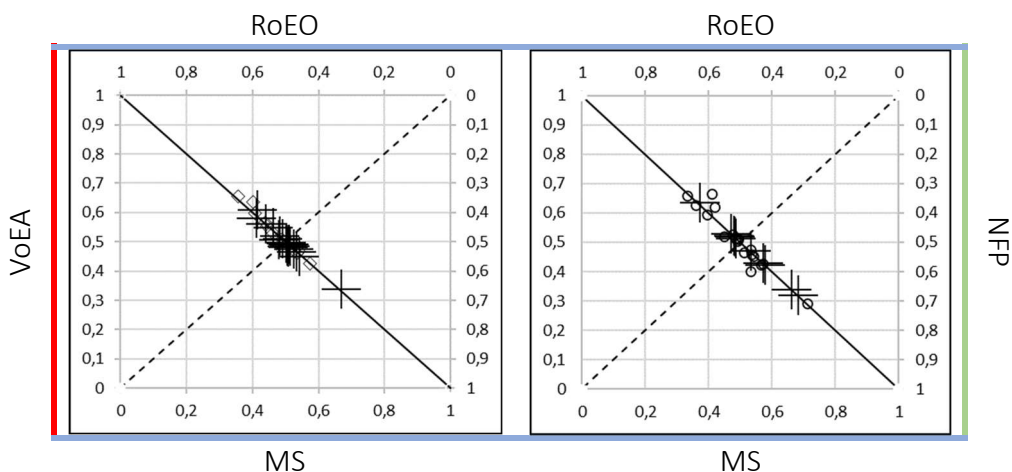 RoEO RoEO
1 0,8 0,6 0,4 0 1 0,8 0,6 0,4 0
1 0 1 0
0,9 0,1 0,9 0,1
0,8 0,2 0,8 0,2
0,7 0,3 0,7 0,3
0,6 0,4 0,6 0,4
0,5 0,5 0,5 0,5
0,4 0,6 0,4 0,6
0,3 0,7 0,3 0,7
0,2 0,8 0,2 0,8
0,1 0,9 0,1 0,9
0 1 0 1
0 0,2 0,4 0,6 0,8 1 0 0,2 0,4 0,6 0,8 1
VoEA
NFP
MS MS